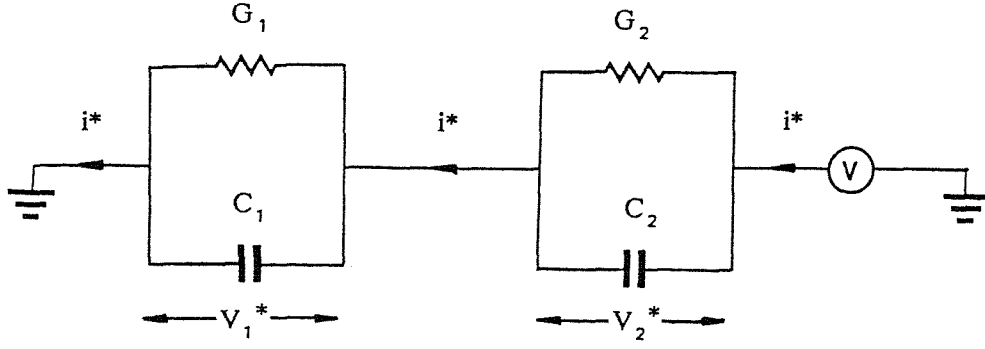 G₁
G₂
i*
i*
i*
V
C₁
C₂
V₁*
V₂*